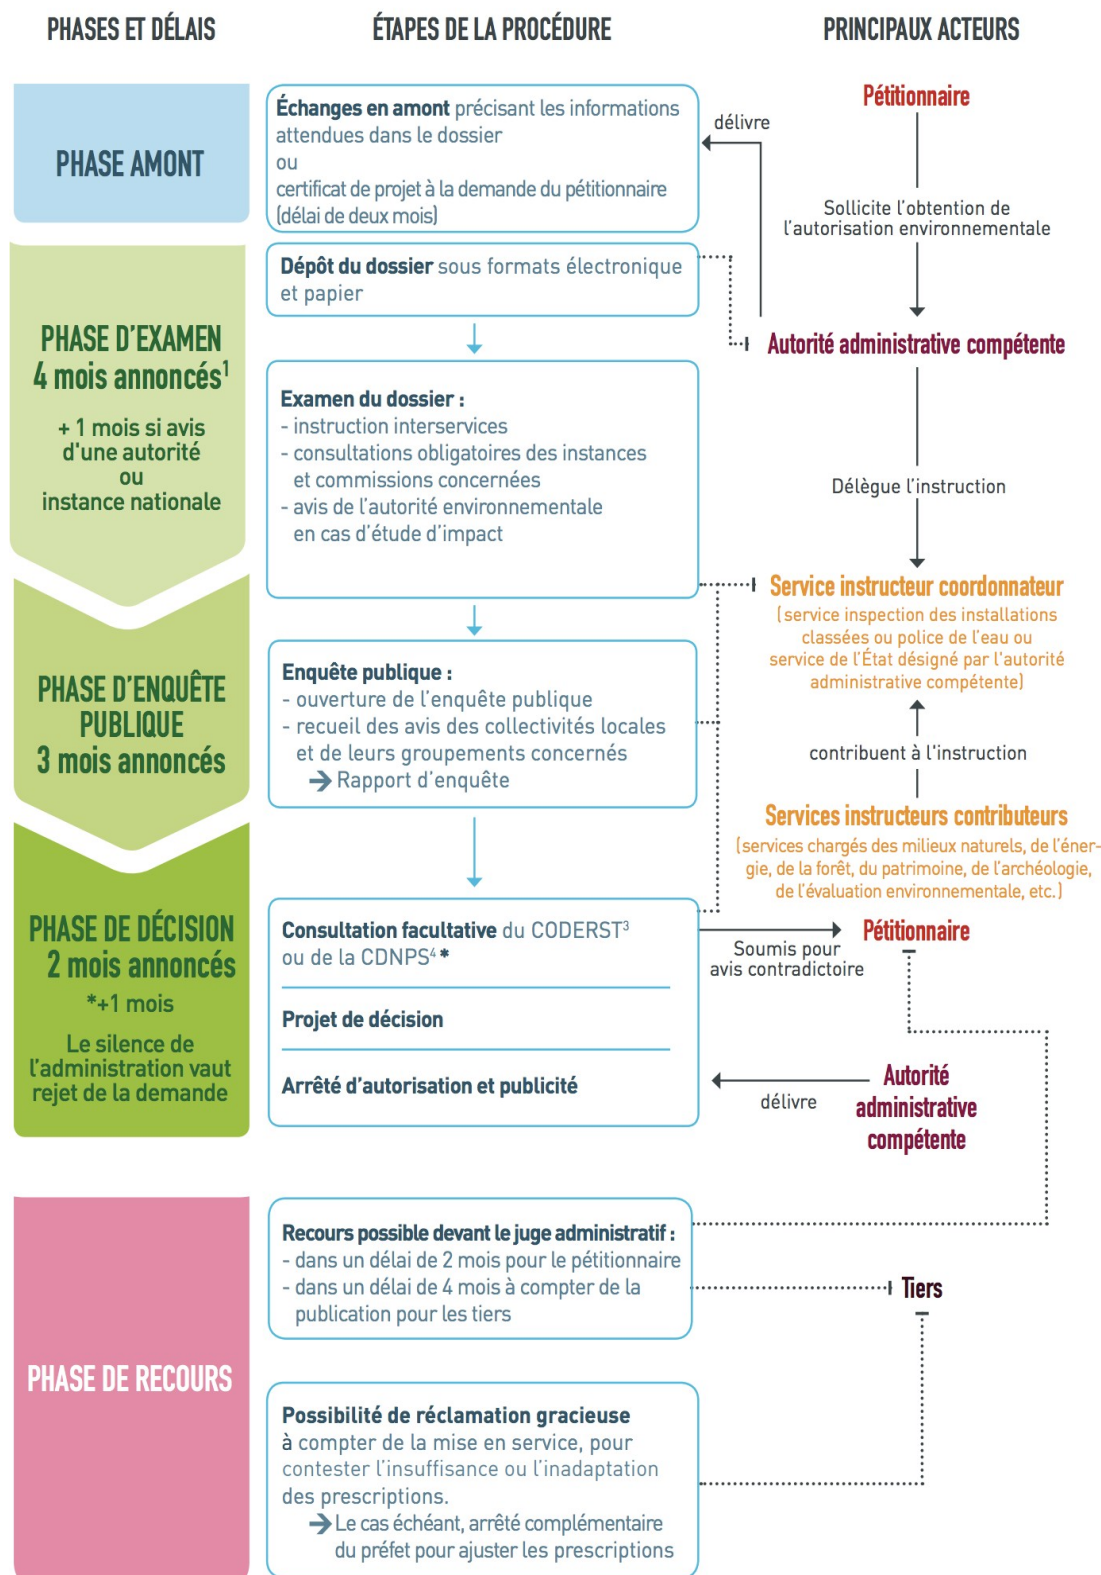 PHASES ET DÉLAIS
ÉTAPES DE LA PROCÉDURE
PRINCIPAUX ACTEURS
PHASE AMONT
Échanges en amont précisant les informations
attendues dans le dossier
ou
certificat de projet à la demande du pétitionnaire
(délai de deux mois)
délivre
Pétitionnaire
Sollicite l'obtention de
l'autorisation environnementale
PHASE D'EXAMEN
4 mois annoncés¹
+ 1 mois si avis
d'une autorité
ou
instance nationale
Dépôt du dossier sous formats électronique
et papier
Autorité administrative compétente
Examen du dossier :
- instruction interservices
- consultations obligatoires des instances
et commissions concernées
- avis de l'autorité environnementale
en cas d'étude d'impact
Délègue l'instruction
Service instructeur coordonnateur
(service inspection des installations
classées ou police de l'eau ou
service de l'État désigné par l'autorité
administrative compétente)
PHASE D'ENQUÊTE
PUBLIQUE
3 mois annoncés
Enquête publique :
- ouverture de l'enquête publique
- recueil des avis des collectivités locales
et de leurs groupements concernés
→ Rapport d'enquête
contribuent à l'instruction
Services instructeurs contributeurs
(services chargés des milieux naturels, de l'éner-
gie, de la forêt, du patrimoine, de l'archéologie,
de l'évaluation environnementale, etc.)
PHASE DE DÉCISION
2 mois annoncés
*+1 mois
Le silence de
l'administration vaut
rejet de la demande
Consultation facultative du CODERST³
ou de la CDNPS⁴ *
Projet de décision
Arrêté d'autorisation et publicité
Pétitionnaire
Soumis pour
avis contradictoire
Autorité
administrative
compétente
délivre
PHASE DE RECOURS
Recours possible devant le juge administratif :
- dans un délai de 2 mois pour le pétitionnaire
- dans un délai de 4 mois à compter de la
publication pour les tiers
Tiers
Possibilité de réclamation gracieuse
à compter de la mise en service, pour
contester l'insuffisance ou l'inadaptation
des prescriptions.
→ Le cas échéant, arrêté complémentaire
du préfet pour ajuster les prescriptions